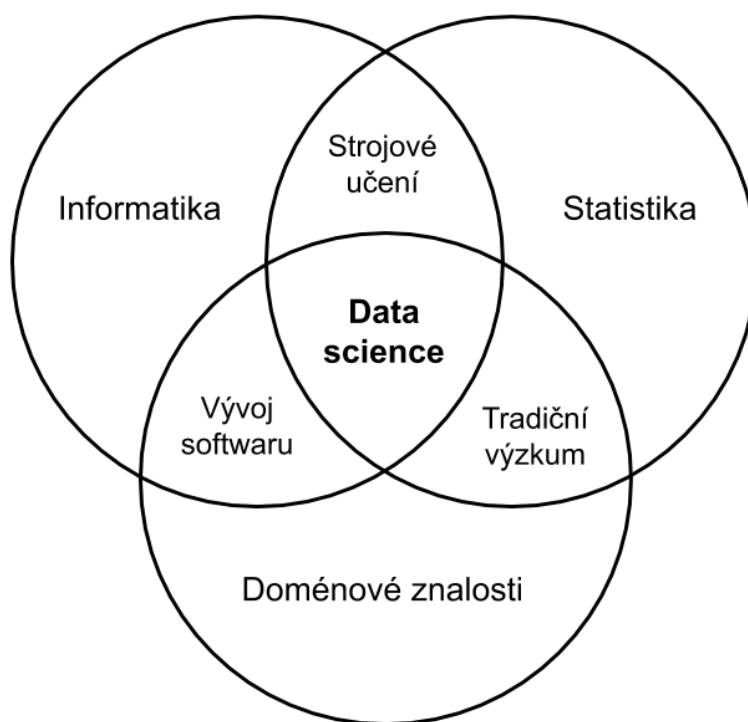 Strojové
učení
Informatika
Statistika
Data
science
Vývoj
softwaru
Tradiční
výzkum
Doménové znalosti